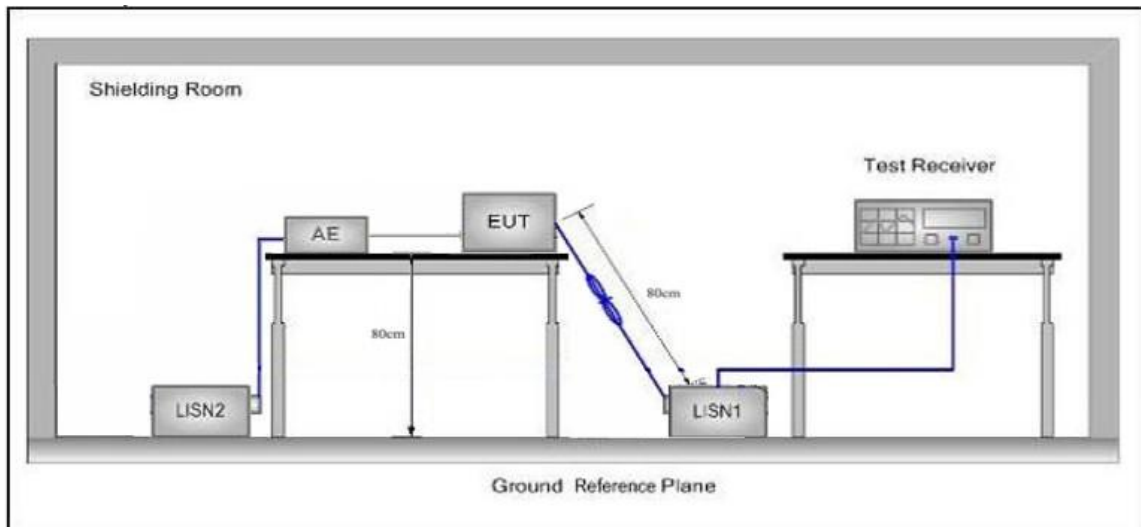 Shielding Room
Test Receiver
EUT
AE
80cm
80cm
LISN2
LISN1
Ground Reference Plane